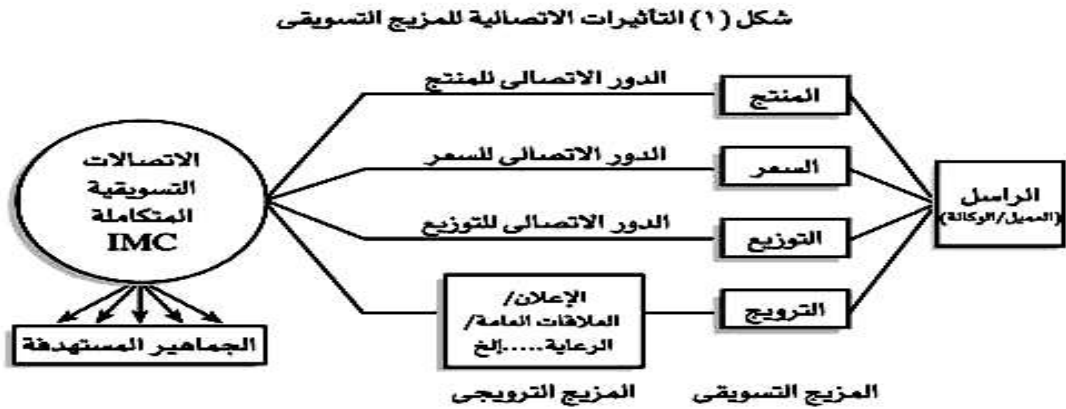 شكل (١) التأثيرات الاتصالية للمزيج التسويقى
الراسل
(العميل/الوكالة)
المنتج
السعر
التوزيع
الترويج
المزيج التسويقى
الدور الاتصالى للمنتج
الدور الاتصالى للسعر
الدور الاتصالى للتوزيع
الإعلان/
العلاقات العامة/
الرعاية.....إلخ
المزيج الترويجى
الاتصالات
التسويقية
المتكاملة
IMC
الجماهير المستهدفة